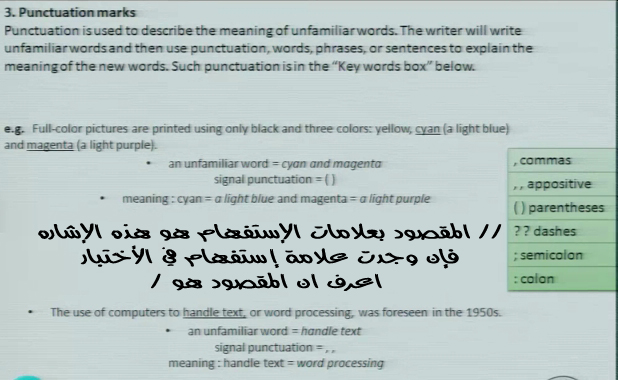 3. Punctuation marks
Punctuation is used to describe the meaning of unfamiliar words. The writer will write
unfamiliar words and then use punctuation, words, phrases, or sentences to explain the
meaning of the new words. Such punctuation is in the "Key words box" below.
e.g. Full-color pictures are printed using only black and three colors: yellow, cyan (a light blue)
and magenta (a light purple).
• an unfamiliar word = cyan and magenta
signal punctuation = ( )
• meaning : cyan = a light blue and magenta = a light purple
, commas
, , appositive
( ) parentheses
? ? dashes
; semicolon
: colon
// المقصود بعلامات الإستفهام هو هذه الإشاره
فإن وجدت علامة إستفهام في الأختبار
اعرف ان المقصود هو /
• The use of computers to handle text, or word processing, was foreseen in the 1950s.
• an unfamiliar word = handle text
signal punctuation = , ,
meaning : handle text = word processing